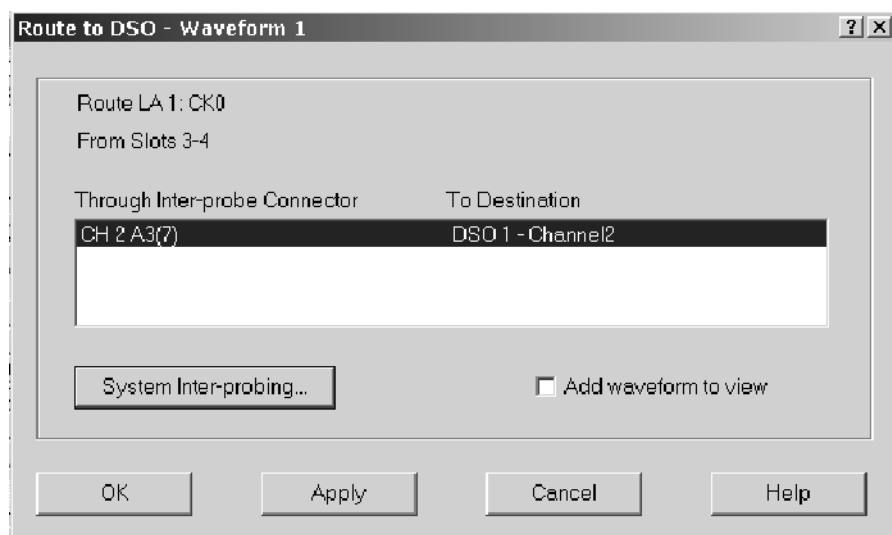 Route to DSO - Waveform 1
Route LA 1: CK0
From Slots 3-4
Through Inter-probe Connector To Destination
CH 2 A3(7) DSO 1 - Channel2
System Inter-probing... Add waveform to view
OK Apply Cancel Help